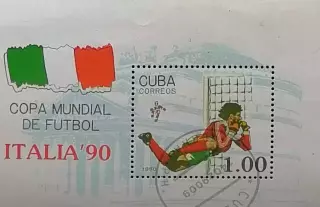 COPA MUNDIAL
DE FUTBOL
ITALIA'90
CUBA
CORREOS
1.00